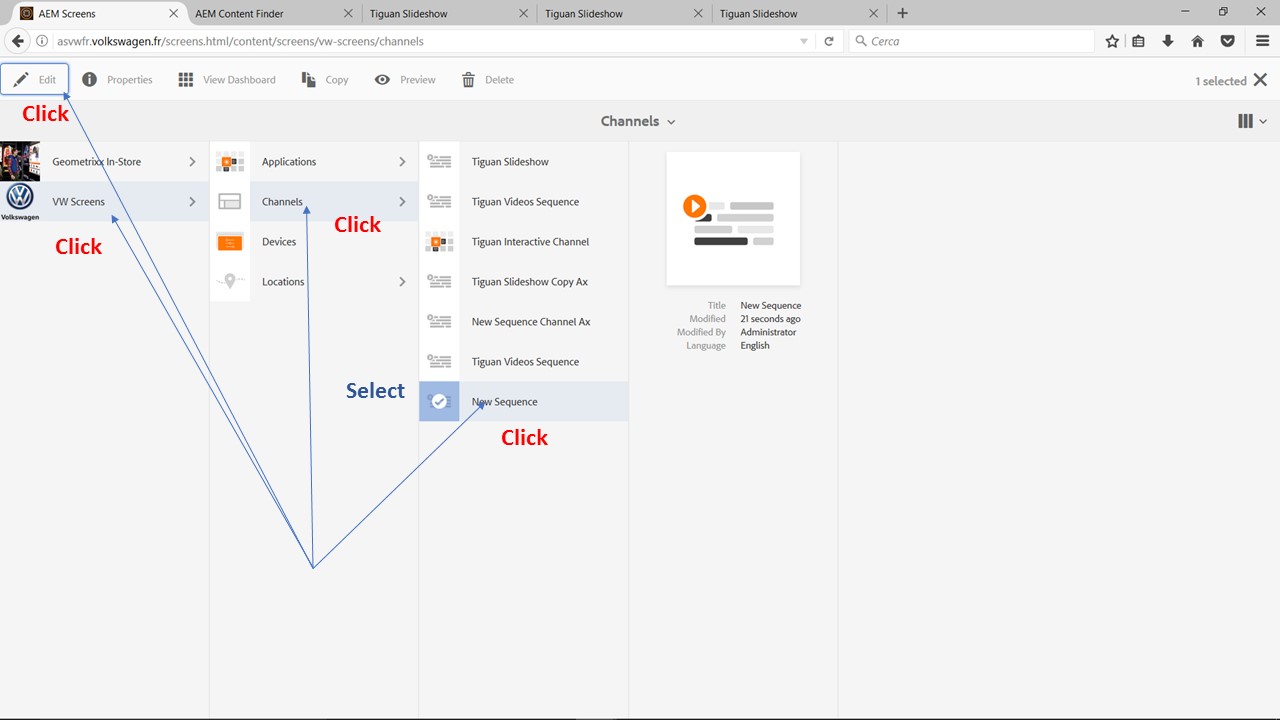 AEM Screens
AEM Content Finder
Tiguan Slideshow
Tiguan Slideshow
Tiguan Slideshow
asvwfr.volkswagen.fr/screens.html/content/screens/vw-screens/channels
Cerca
Edit
Properties
View Dashboard
Copy
Preview
Delete
1 selected
Click
Channels
Geometrixx In-Store
VW Screens
Volkswagen
Click
Applications
Channels
Click
Devices
Locations
Tiguan Slideshow
Tiguan Videos Sequence
Tiguan Interactive Channel
Tiguan Slideshow Copy Ax
New Sequence Channel Ax
Tiguan Videos Sequence
Select
New Sequence
Click
Title New Sequence
Modified 21 seconds ago
Modified By Administrator
Language English